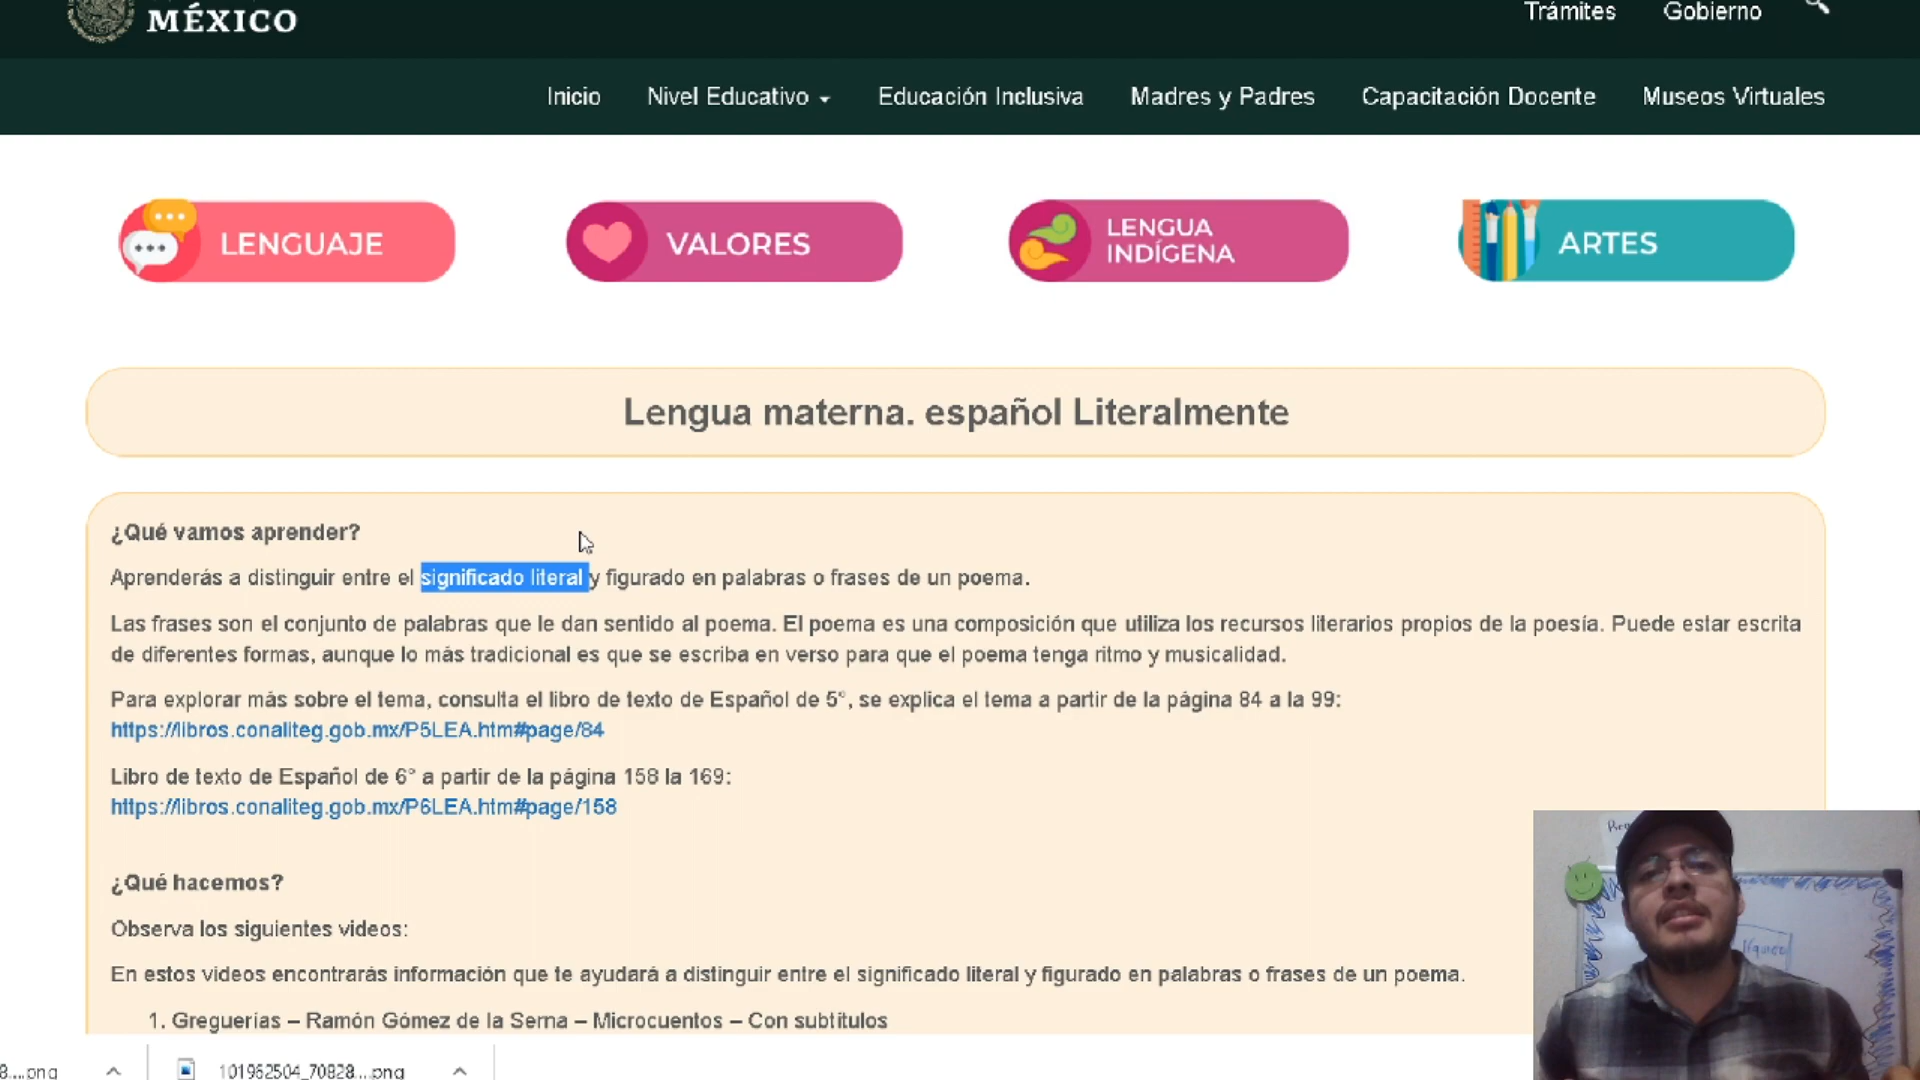 MÉXICO
Trámites Gobierno
Inicio Nivel Educativo Educación Inclusiva Madres y Padres Capacitación Docente Museos Virtuales
LENGUAJE
VALORES
LENGUA
INDÍGENA
ARTES
Lengua materna. español Literalmente
¿Qué vamos aprender?
Aprenderás a distinguir entre el significado literal y figurado en palabras o frases de un poema.
Las frases son el conjunto de palabras que le dan sentido al poema. El poema es una composición que utiliza los recursos literarios propios de la poesía. Puede estar escrita
de diferentes formas, aunque lo más tradicional es que se escriba en verso para que el poema tenga ritmo y musicalidad.
Para explorar más sobre el tema, consulta el libro de texto de Español de 5°, se explica el tema a partir de la página 84 a la 99:
https://libros.conaliteg.gob.mx/P5LEA.htm#page/84
Libro de texto de Español de 6° a partir de la página 158 la 169:
https://libros.conaliteg.gob.mx/P6LEA.htm#page/158
¿Qué hacemos?
Observa los siguientes videos:
En estos videos encontrarás información que te ayudará a distinguir entre el significado literal y figurado en palabras o frases de un poema.
1. Greguerías – Ramón Gómez de la Serna – Microcuentos – Con subtítulos
8....png 101962504_70828....png